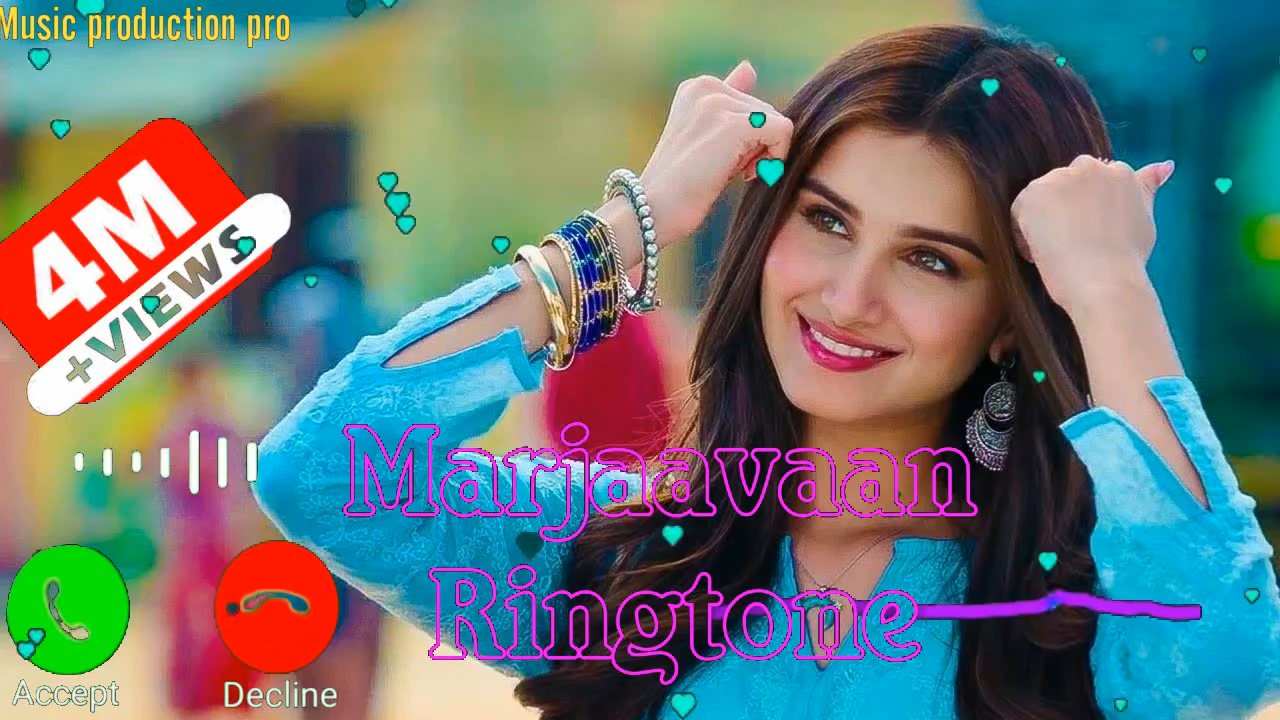 Music production pro
4M
+VIEWS
Marjaavaan
Ringtone
Accept
Decline